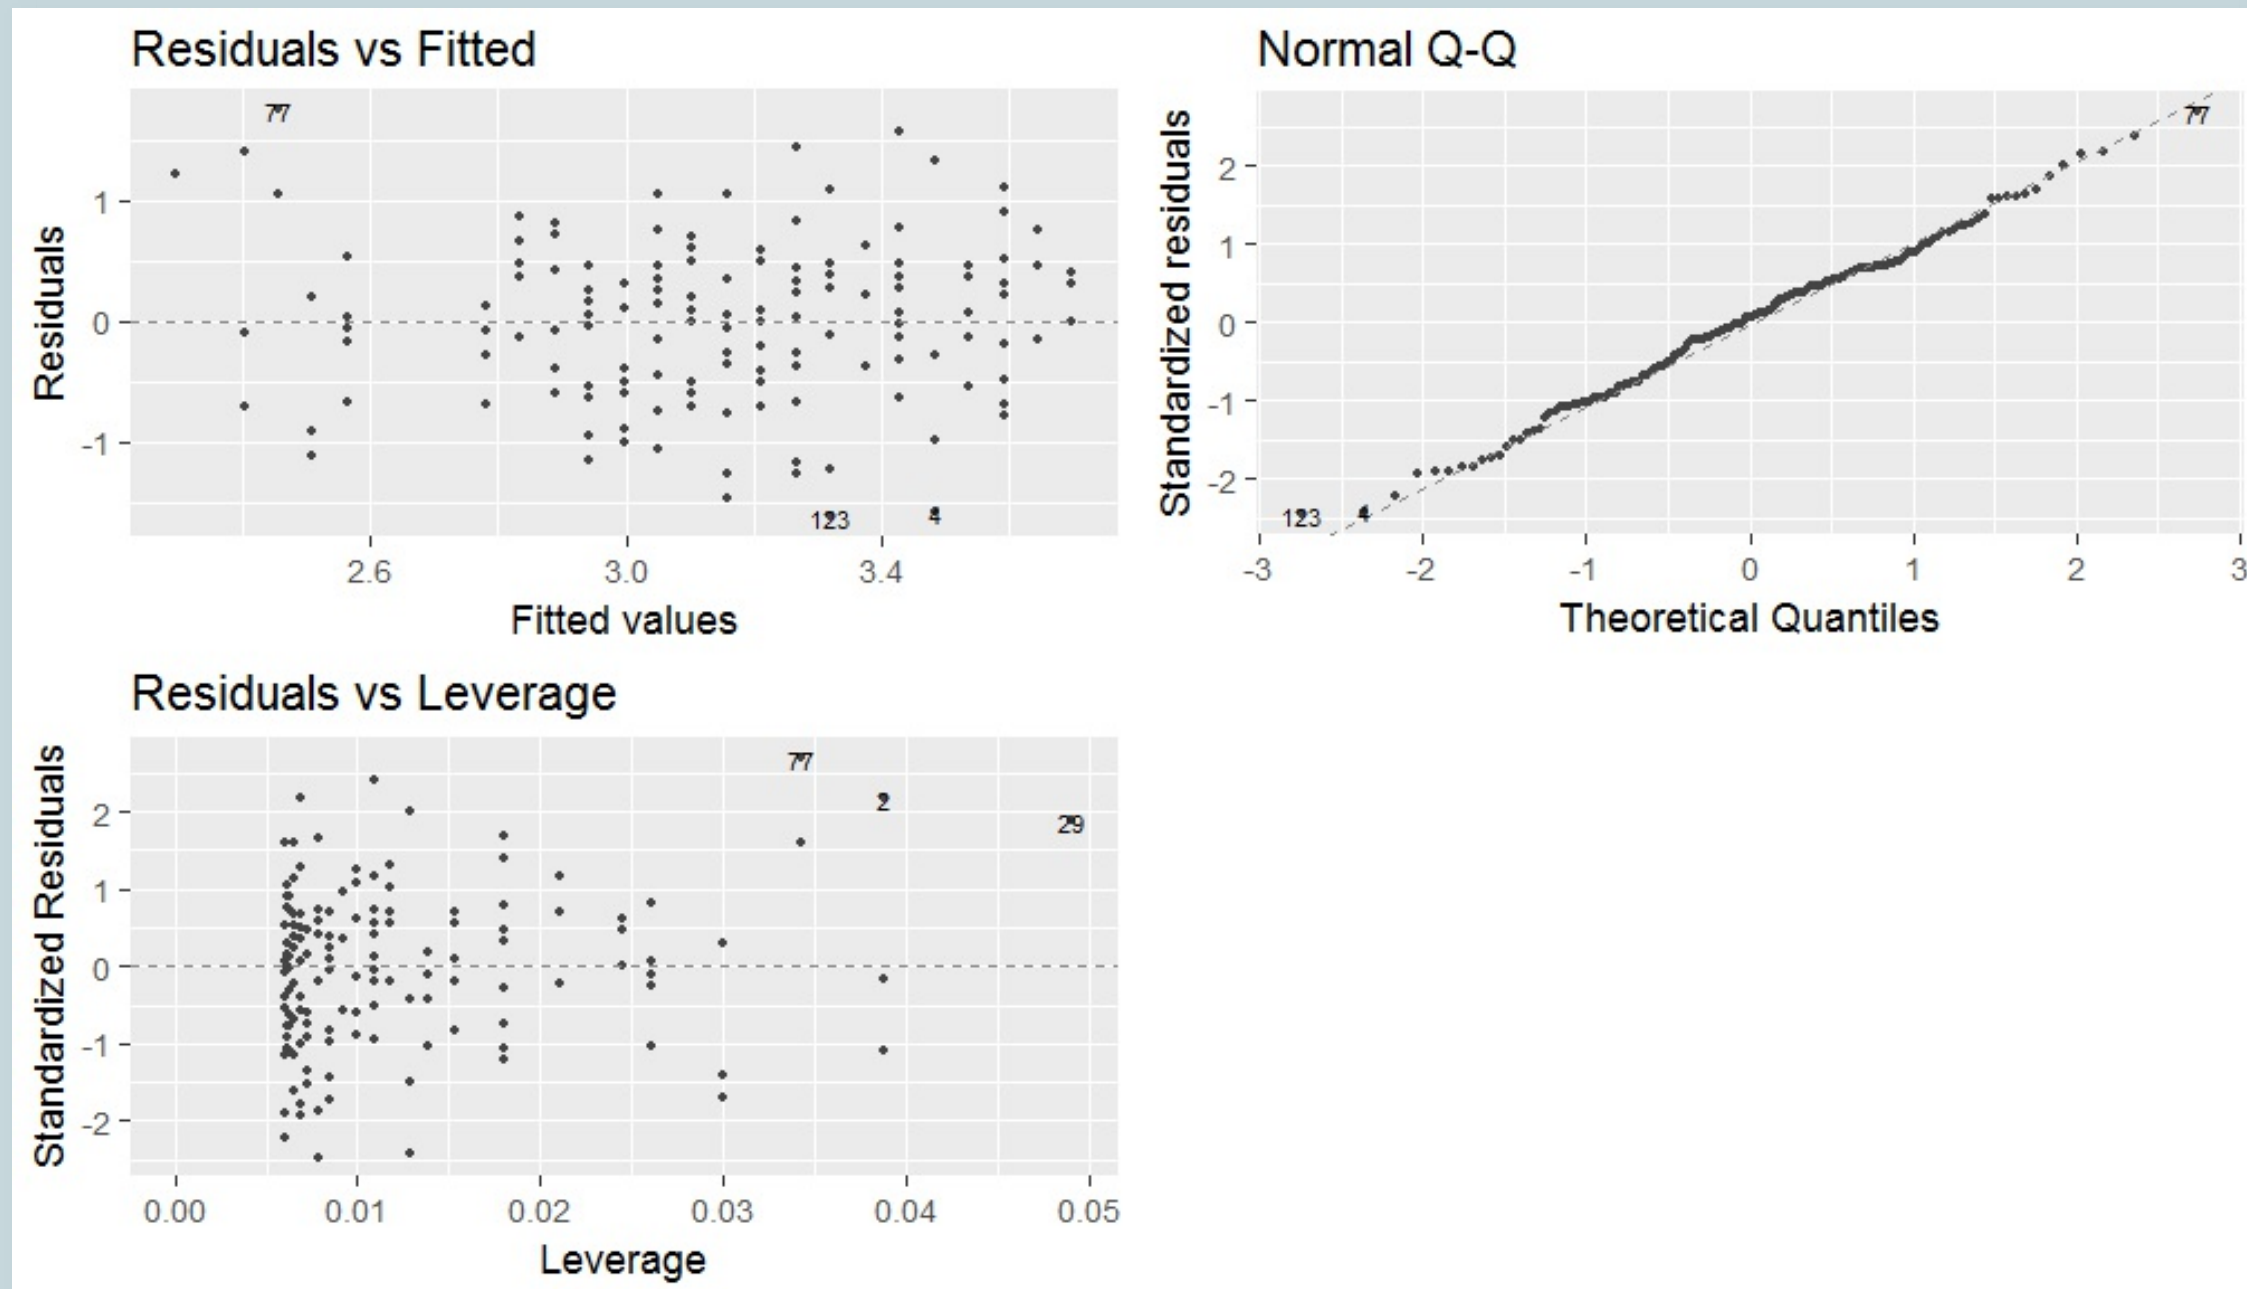 Residuals vs Fitted
Residuals
1
0
-1
77
123
4
2.6 3.0 3.4
Fitted values
Normal Q-Q
Standardized residuals
2
1
0
-1
-2
77
123
4
-3 -2 -1 0 1 2 3
Theoretical Quantiles
Residuals vs Leverage
Standardized Residuals
2
1
0
-1
-2
77
2
29
0.00 0.01 0.02 0.03 0.04 0.05
Leverage